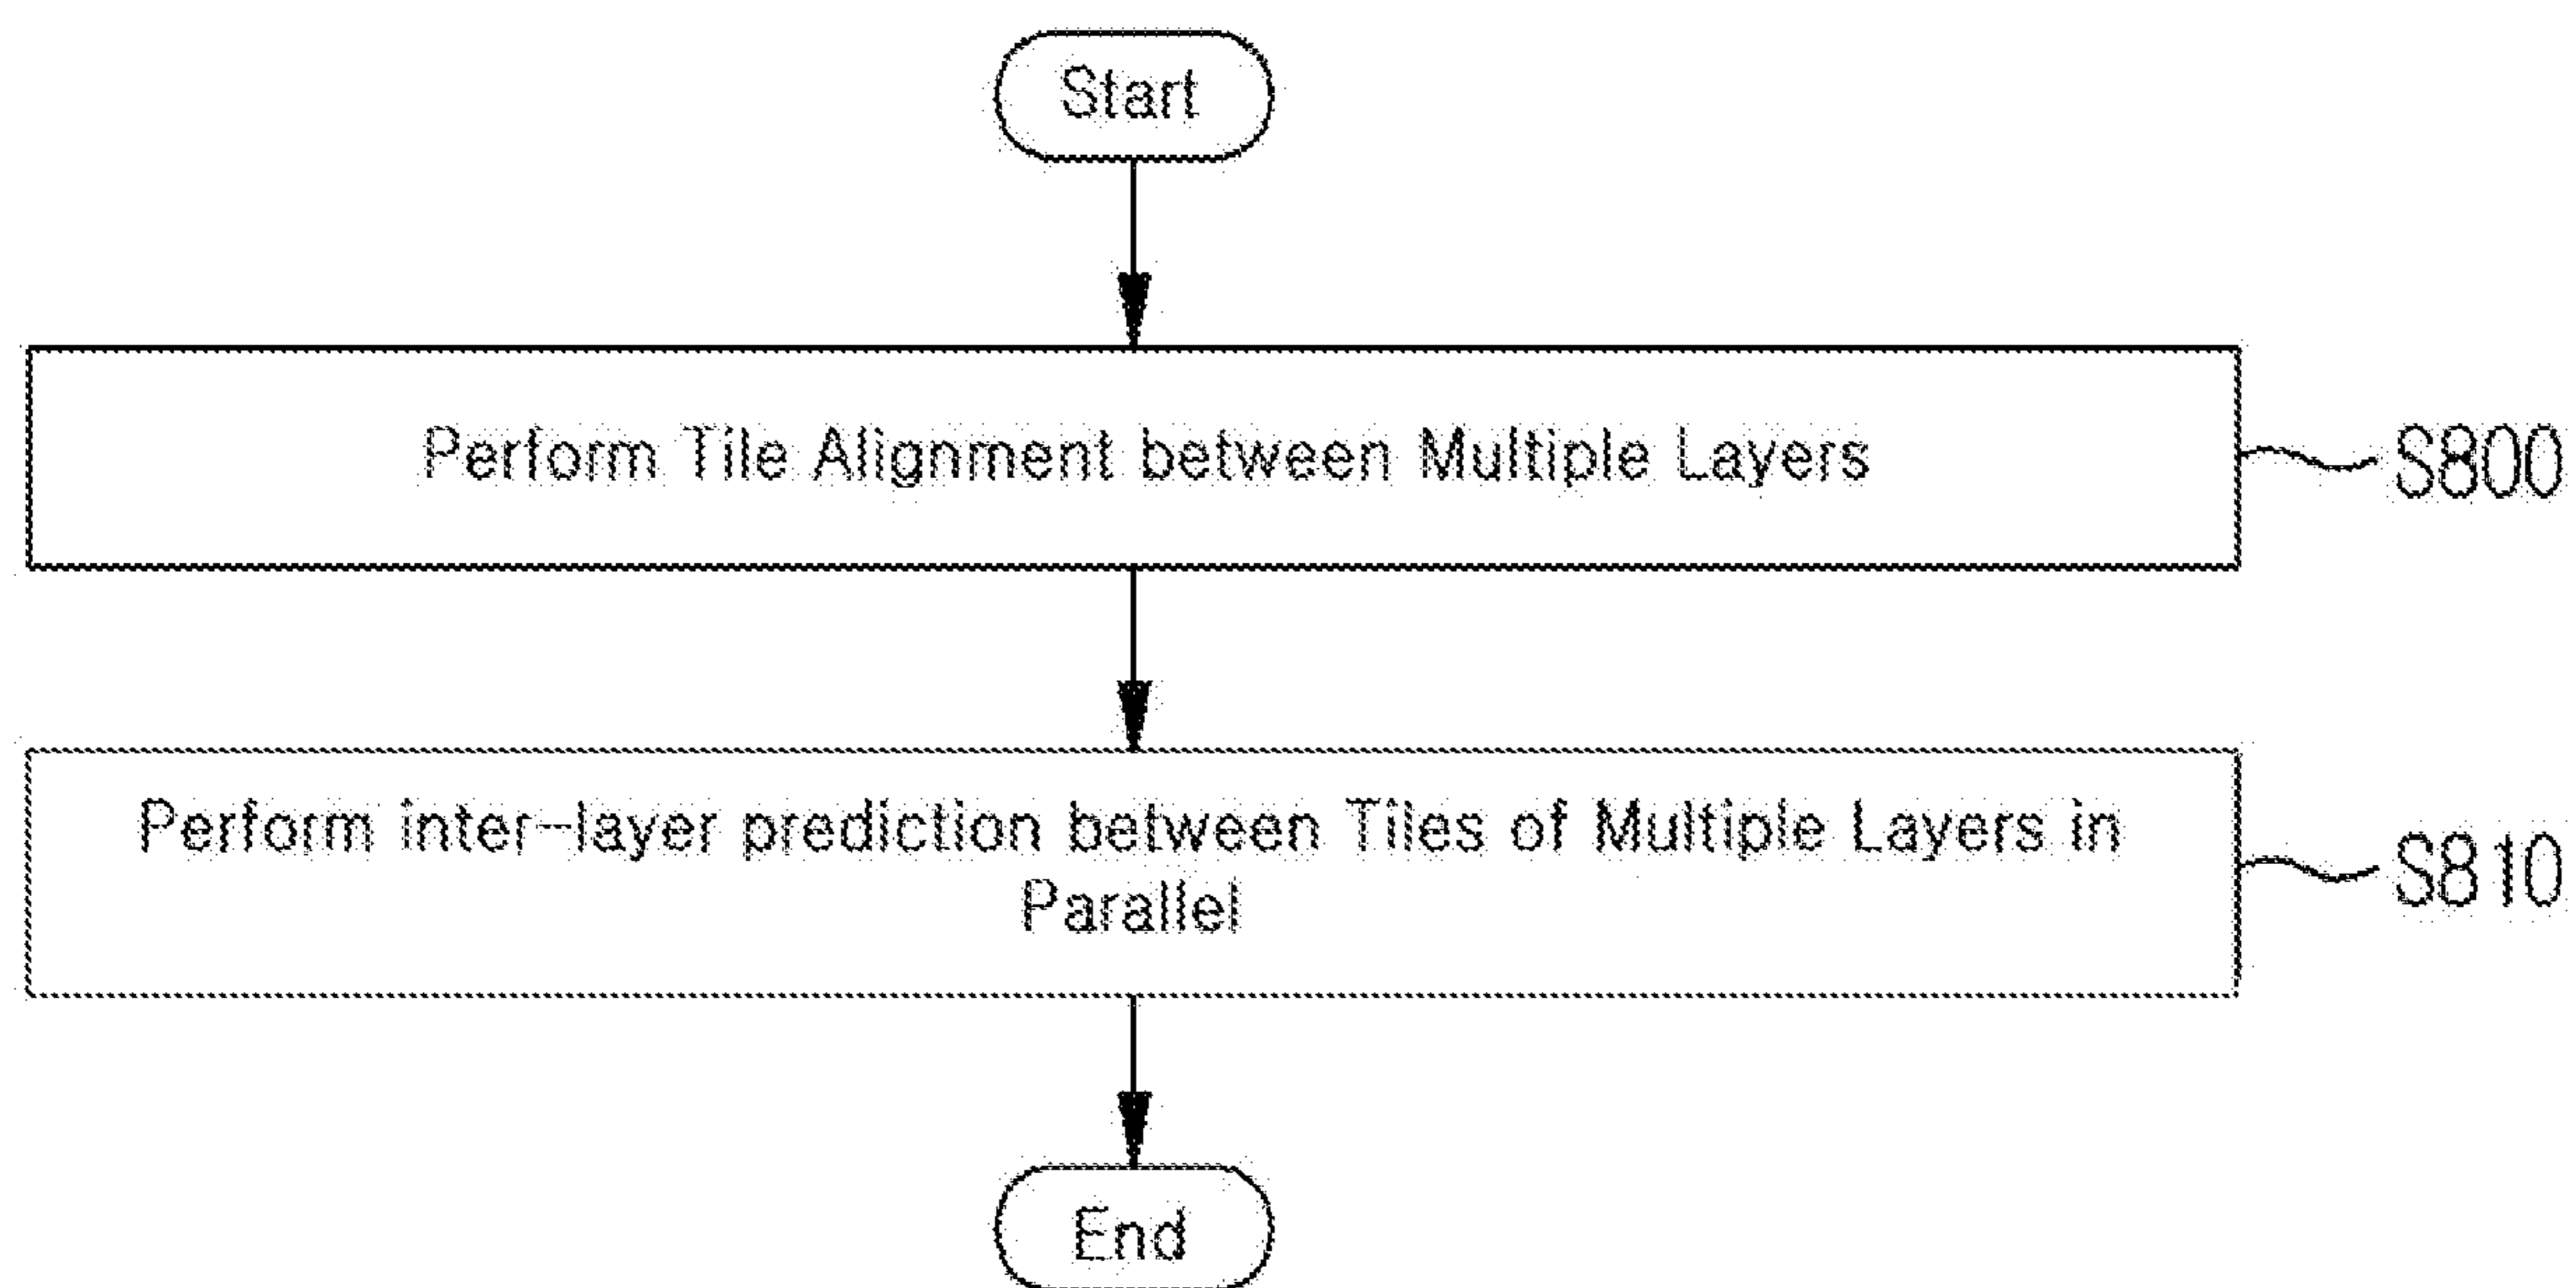 Start
Perform Tile Alignment between Multiple Layers
S800
Perform inter-layer prediction between Tiles of Multiple Layers in
Parallel
S810
End